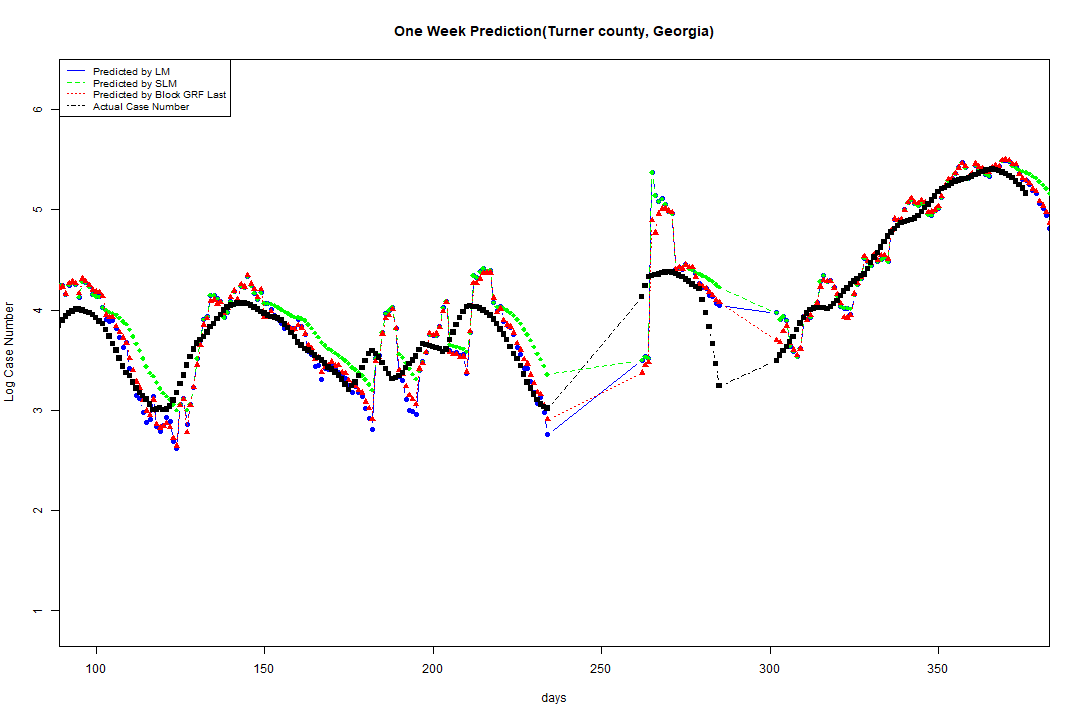 One Week Prediction(Turner county, Georgia)
Predicted by LM
Predicted by SLM
Predicted by Block GRF Last
Actual Case Number
6
5
4
3
2
1
Log Case Number
100 150 200 250 300 350
days